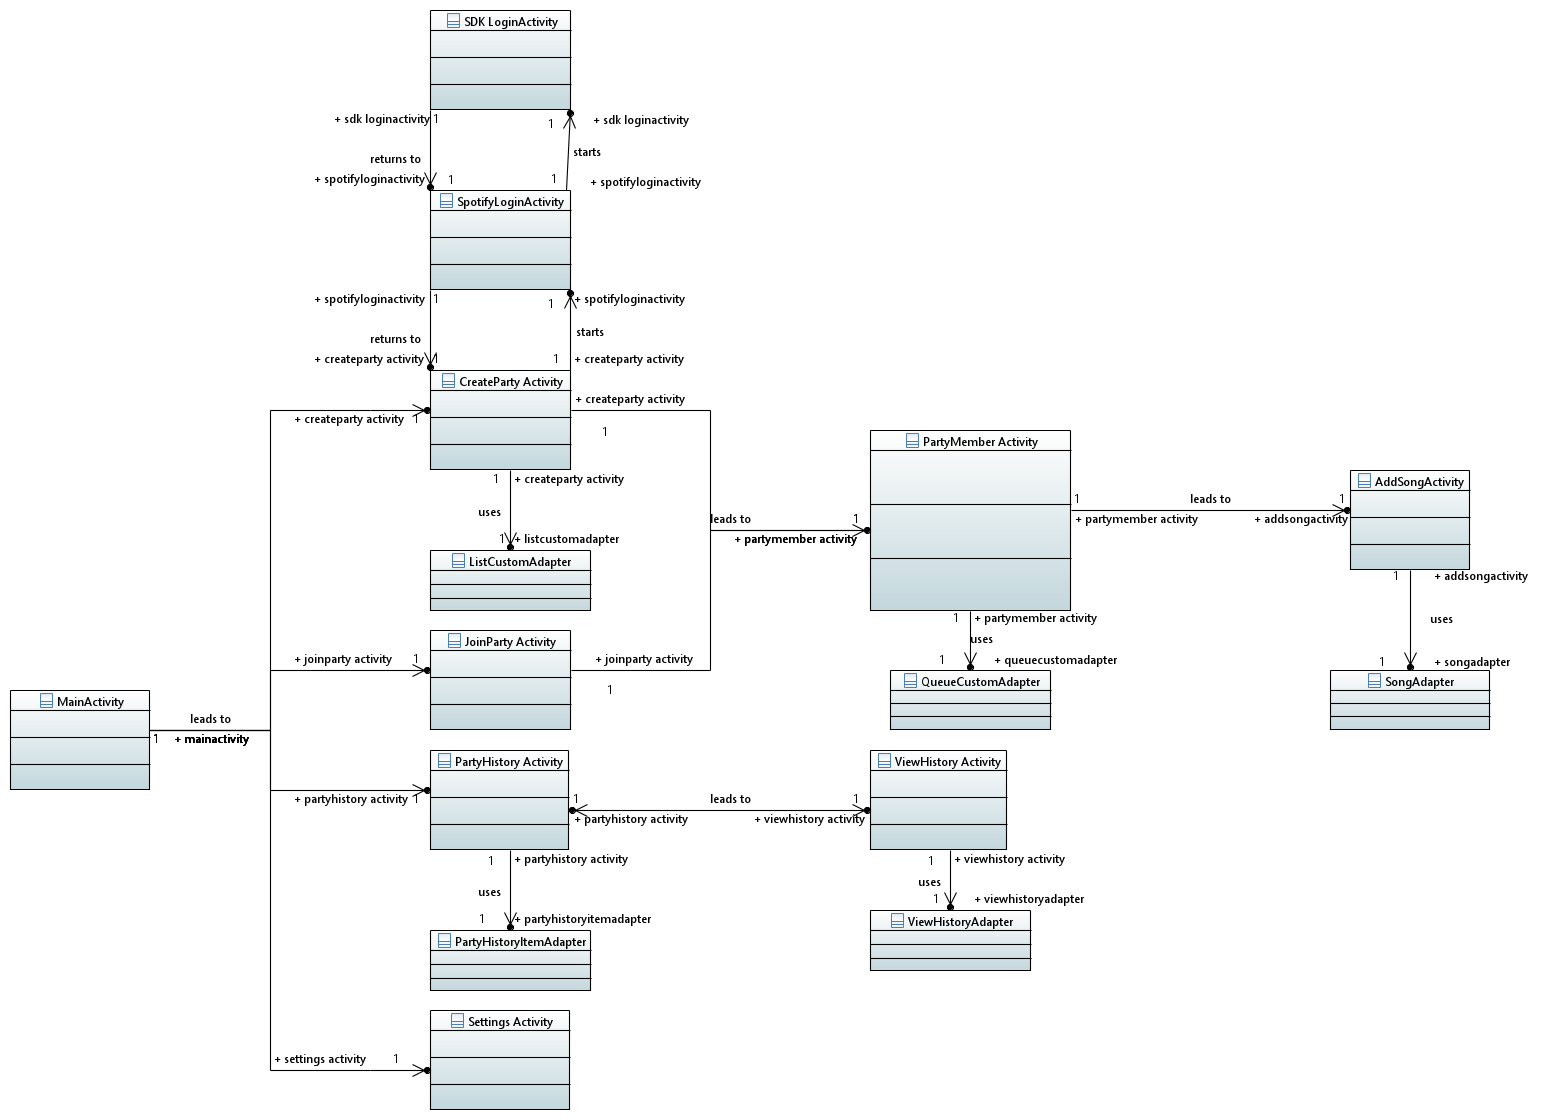 SDK LoginActivity
+ sdk loginactivity 1
1 + sdk loginactivity
returns to
starts
+ spotifyloginactivity 1
1 + spotifyloginactivity
SpotifyLoginActivity
+ spotifyloginactivity 1
1 + spotifyloginactivity
returns to
starts
+ createparty activity 1
1 + createparty activity
CreateParty Activity
+ createparty activity 1
+ createparty activity
1
1 + createparty activity
uses
1 + listcustomadapter
ListCustomAdapter
PartyMember Activity
leads to 1
+ partymember activity
1 leads to 1
+ partymember activity + addsongactivity
AddSongActivity
1 + addsongactivity
uses
1 + songadapter
SongAdapter
1 + partymember activity
uses
1 + queuecustomadapter
QueueCustomAdapter
JoinParty Activity
+ joinparty activity 1
+ joinparty activity
1
MainActivity
leads to
1 + mainactivity
PartyHistory Activity
+ partyhistory activity 1
1 leads to 1
+ partyhistory activity + viewhistory activity
ViewHistory Activity
1 + partyhistory activity
uses
1 + partyhistoryitemadapter
PartyHistoryItemAdapter
1 + viewhistory activity
uses
1 + viewhistoryadapter
ViewHistoryAdapter
Settings Activity
+ settings activity 1